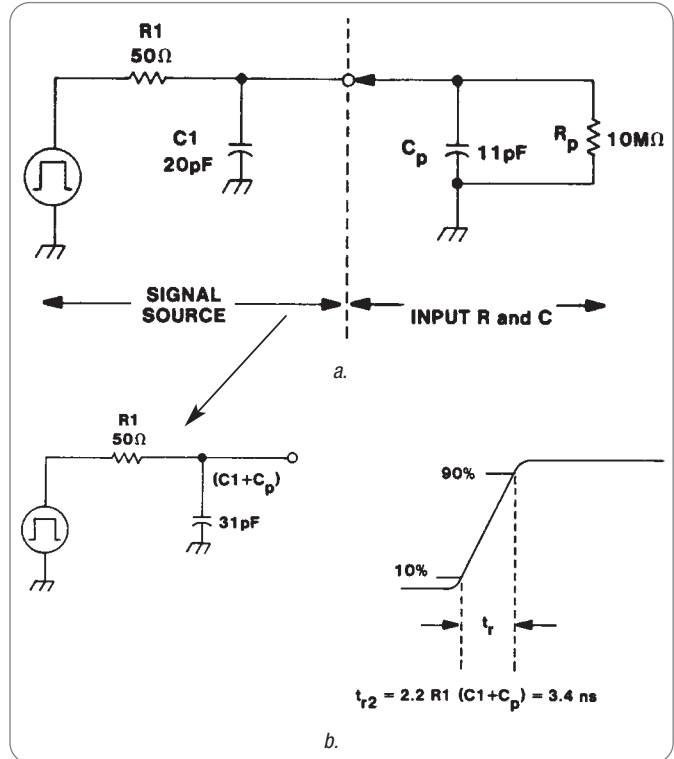 R1
50Ω
C1
20pF
Cp
11pF
Rp
10MΩ
SIGNAL
SOURCE
INPUT R and C
a.
R1
50Ω
(C1+Cp)
31pF
90%
10%
tr
tr2 = 2.2 R1 (C1+Cp) = 3.4 ns
b.